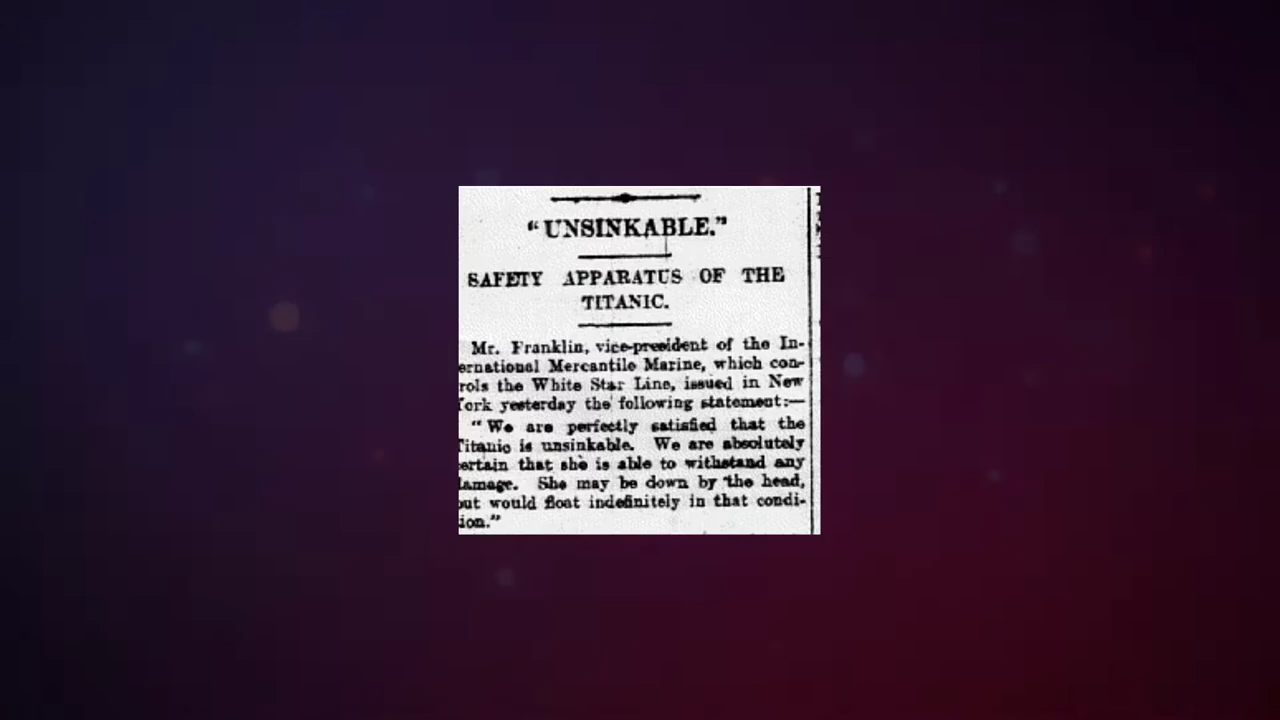 “UNSINKABLE.”
SAFETY APPARATUS OF THE
TITANIC.
Mr. Franklin, vice-president of the In-
ernational Mercantile Marine, which con-
rols the White Star Line, issued in New
ork yesterday the following statement:—
“We are perfectly satisfied that the
Titanic is unsinkable. We are absolutely
ertain that she is able to withstand any
damage. She may be down by the head,
but would float indefinitely in that condi-
ion.”